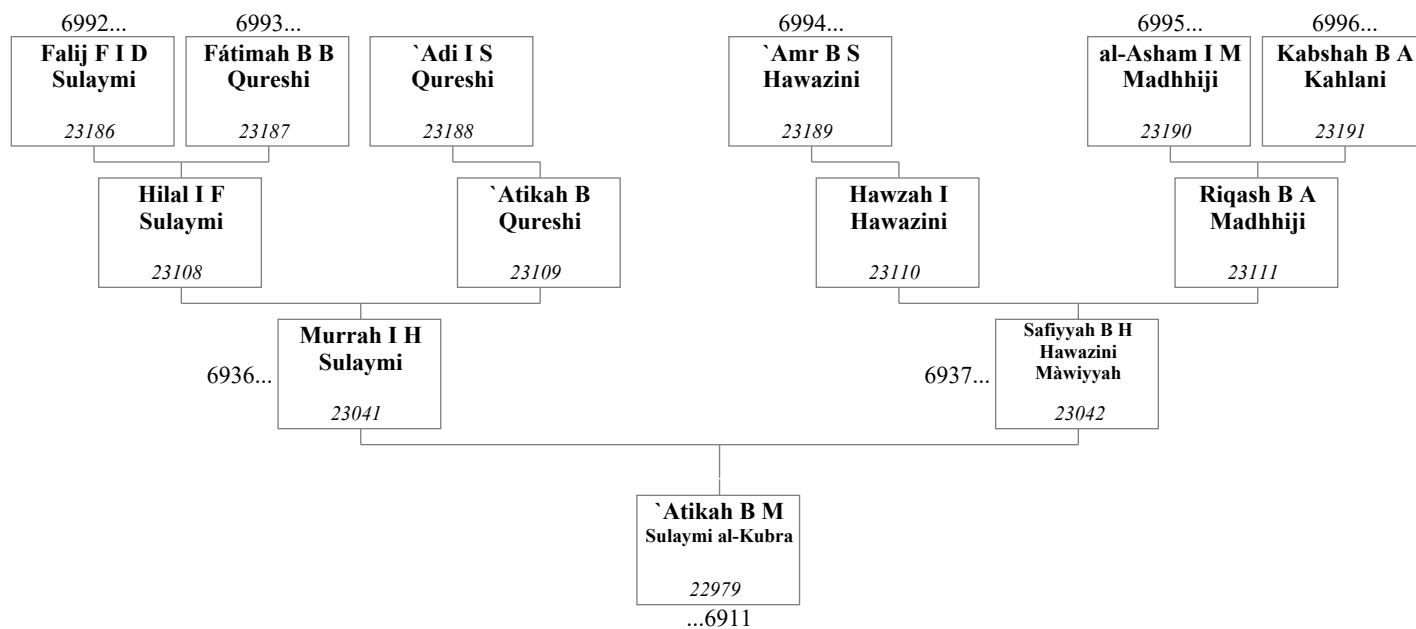 6992...
6993...
6994...
6995...
6996...
Falij F I D
Sulaymi
23186
Fátimah B B
Qureshi
23187
`Adi I S
Qureshi
23188
`Amr B S
Hawazini
23189
al-Asham I M
Madhhiji
23190
Kabshah B A
Kahlani
23191
Hilal I F
Sulaymi
23108
`Atikah B
Qureshi
23109
Hawzah I
Hawazini
23110
Riqash B A
Madhhiji
23111
6936...
Murrah I H
Sulaymi
23041
6937...
Safiyyah B H
Hawazini
Màwiyyah
23042
`Atikah B M
Sulaymi al-Kubra
22979
...6911